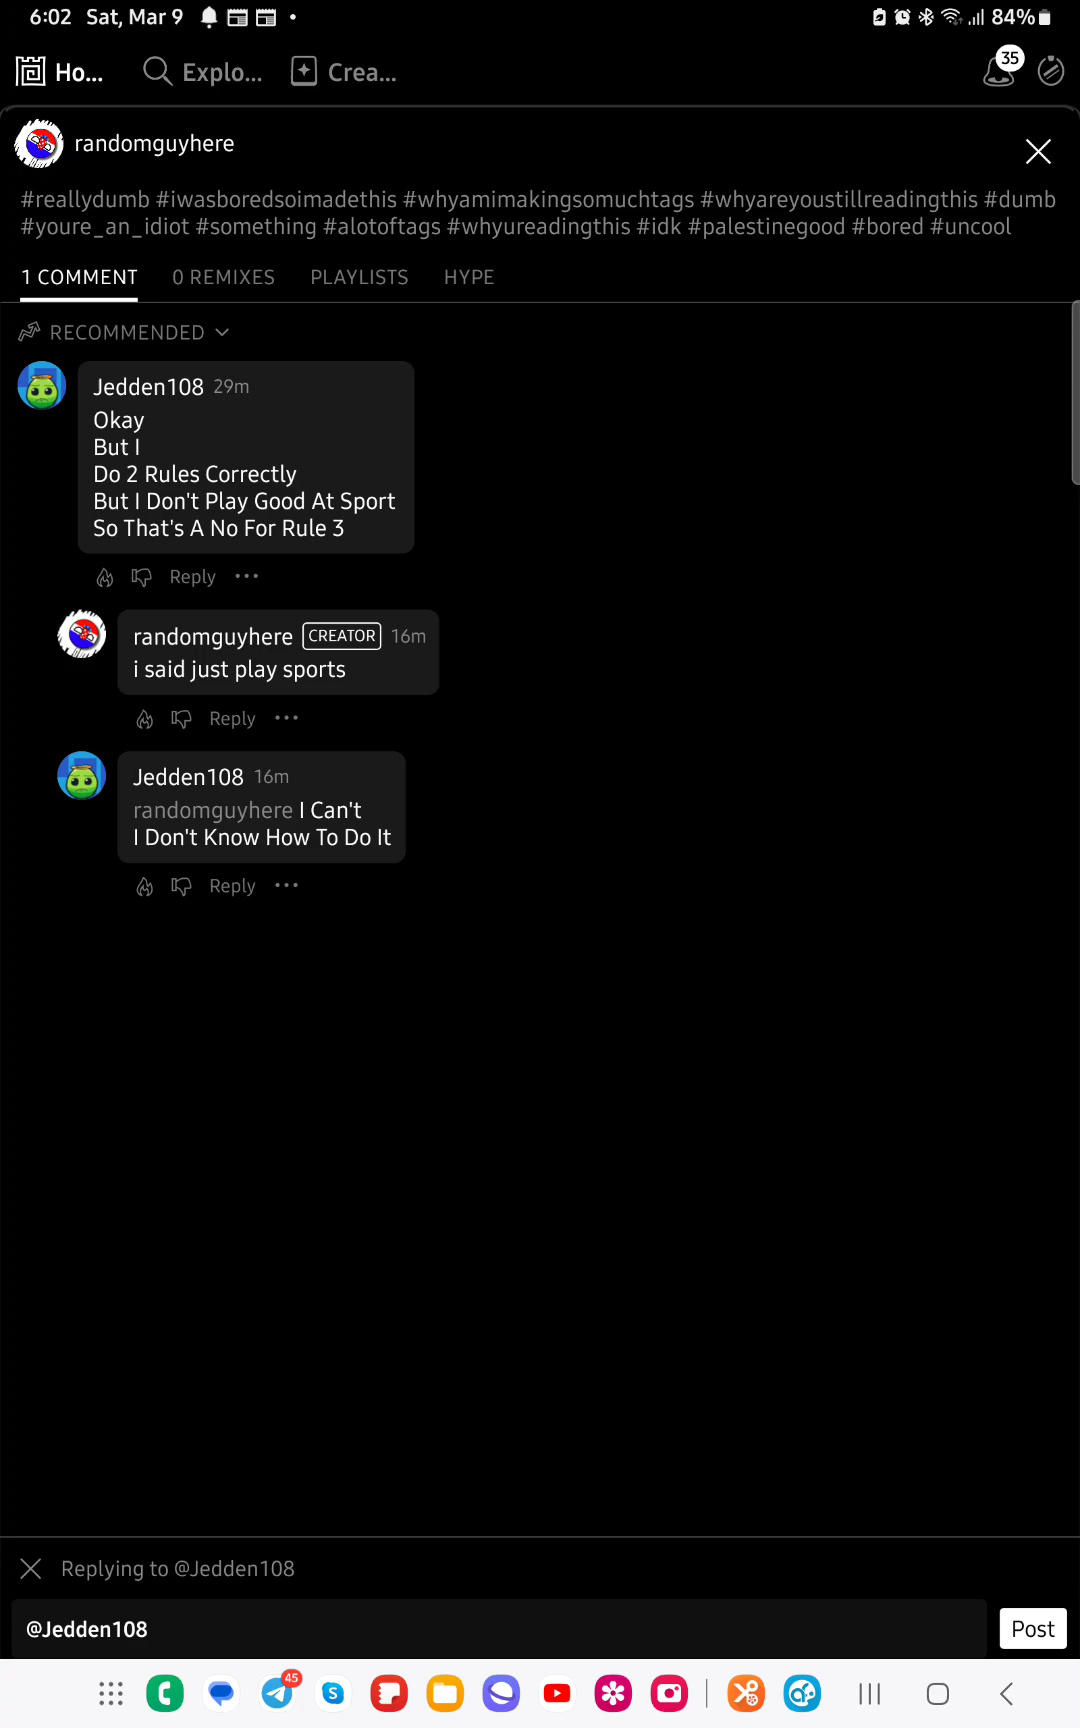 6:02 Sat, Mar 9
84%
Ho... Explo... Crea...
35
randomguyhere
#reallydumb #iwasboredsoimadethis #whyamimakingsomuchtags #whyareyoustillreadingthis #dumb
#youre_an_idiot #something #alotoftags #whyureadingthis #idk #palestinegood #bored #uncool
1 COMMENT 0 REMIXES PLAYLISTS HYPE
RECOMMENDED
Jedden108 29m
Okay
But I
Do 2 Rules Correctly
But I Don't Play Good At Sport
So That's A No For Rule 3
Reply
randomguyhere CREATOR 16m
i said just play sports
Reply
Jedden108 16m
randomguyhere I Can't
I Don't Know How To Do It
Reply
Replying to @Jedden108
@Jedden108
Post
45
S